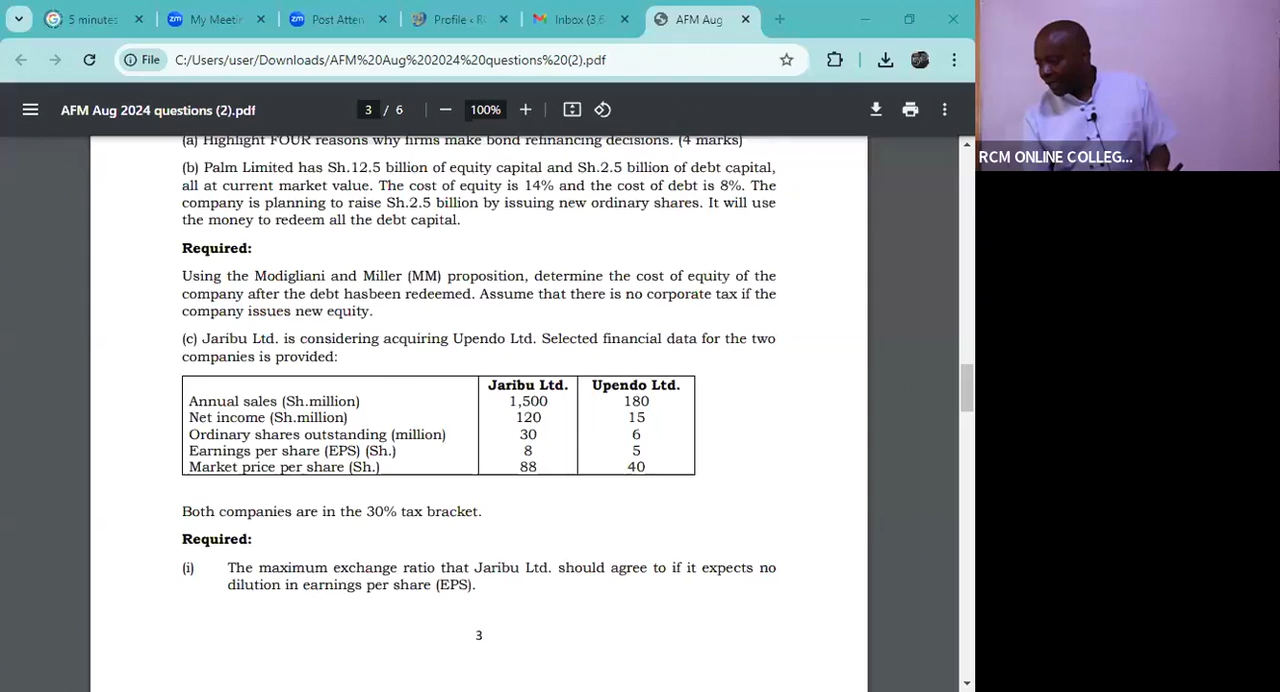 5 minutes
My Meetir
Post Atten
Profile ‹ R
Inbox (3,6
AFM Aug
File
C:/Users/user/Downloads/AFM%20Aug%202024%20questions%20(2).pdf
AFM Aug 2024 questions (2).pdf
3 / 6
100%
(a) Highlight FOUR reasons why firms make bond refinancing decisions. (4 marks)
(b) Palm Limited has Sh.12.5 billion of equity capital and Sh.2.5 billion of debt capital,
all at current market value. The cost of equity is 14% and the cost of debt is 8%. The
company is planning to raise Sh.2.5 billion by issuing new ordinary shares. It will use
the money to redeem all the debt capital.
Required:
Using the Modigliani and Miller (MM) proposition, determine the cost of equity of the
company after the debt hasbeen redeemed. Assume that there is no corporate tax if the
company issues new equity.
(c) Jaribu Ltd. is considering acquiring Upendo Ltd. Selected financial data for the two
companies is provided:
Jaribu Ltd. Upendo Ltd.
Annual sales (Sh.million) 1,500 180
Net income (Sh.million) 120 15
Ordinary shares outstanding (million) 30 6
Earnings per share (EPS) (Sh.) 8 5
Market price per share (Sh.) 88 40
Both companies are in the 30% tax bracket.
Required:
(i) The maximum exchange ratio that Jaribu Ltd. should agree to if it expects no
dilution in earnings per share (EPS).
3
RCM ONLINE COLLEG...